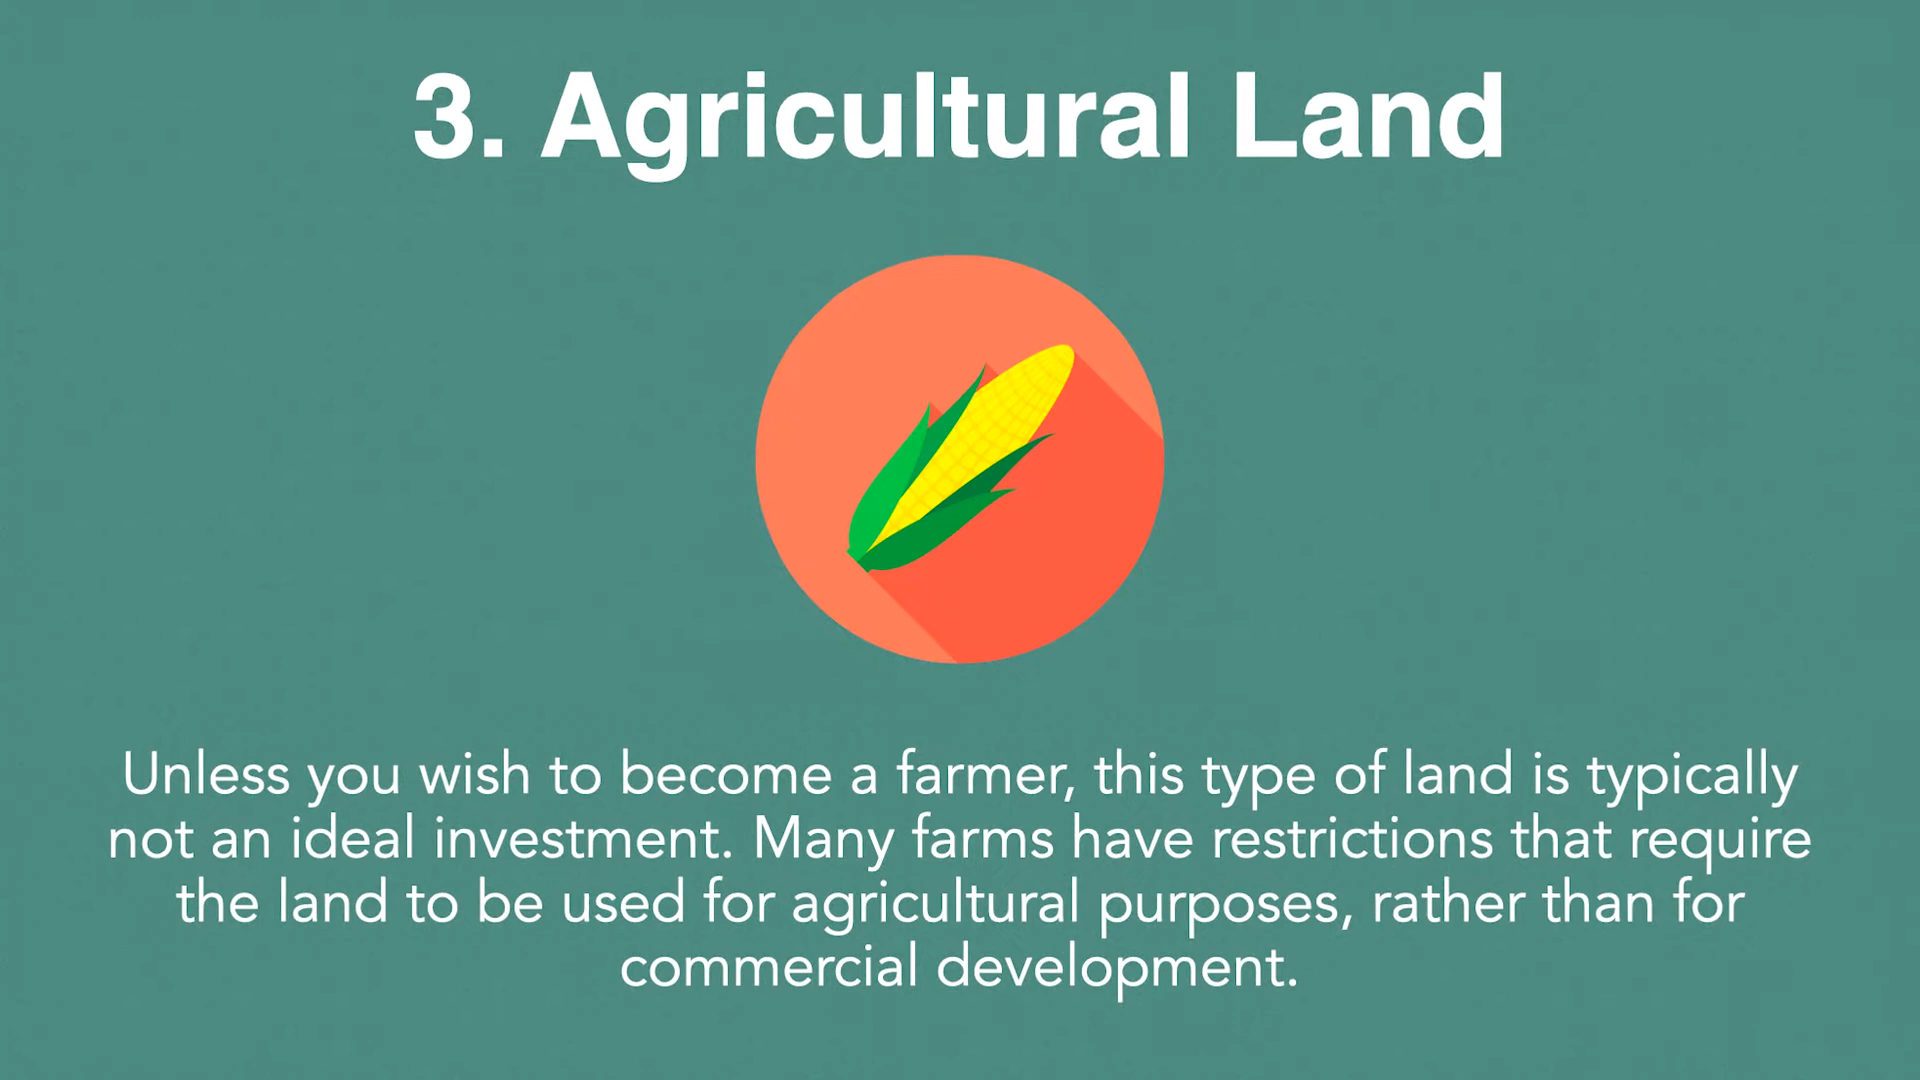 3. Agricultural Land
Unless you wish to become a farmer, this type of land is typically
not an ideal investment. Many farms have restrictions that require
the land to be used for agricultural purposes, rather than for
commercial development.